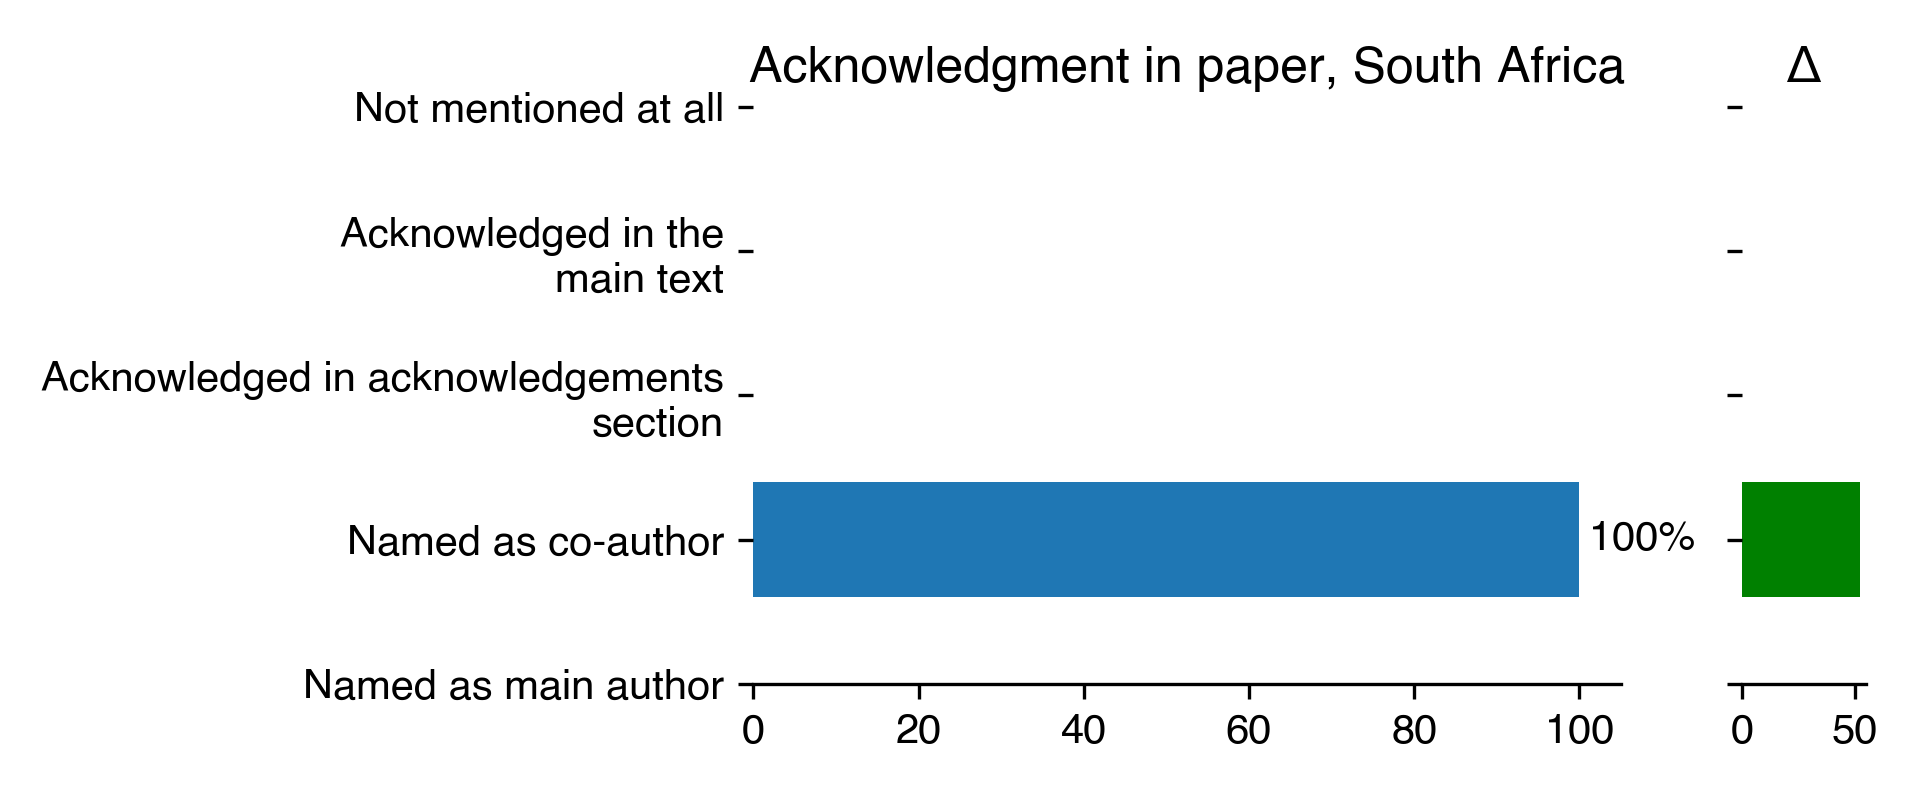 Acknowledgment in paper, South Africa
Δ
Not mentioned at all
Acknowledged in the
main text
Acknowledged in acknowledgements
section
Named as co-author
100%
Named as main author
0 20 40 60 80 100
0 50